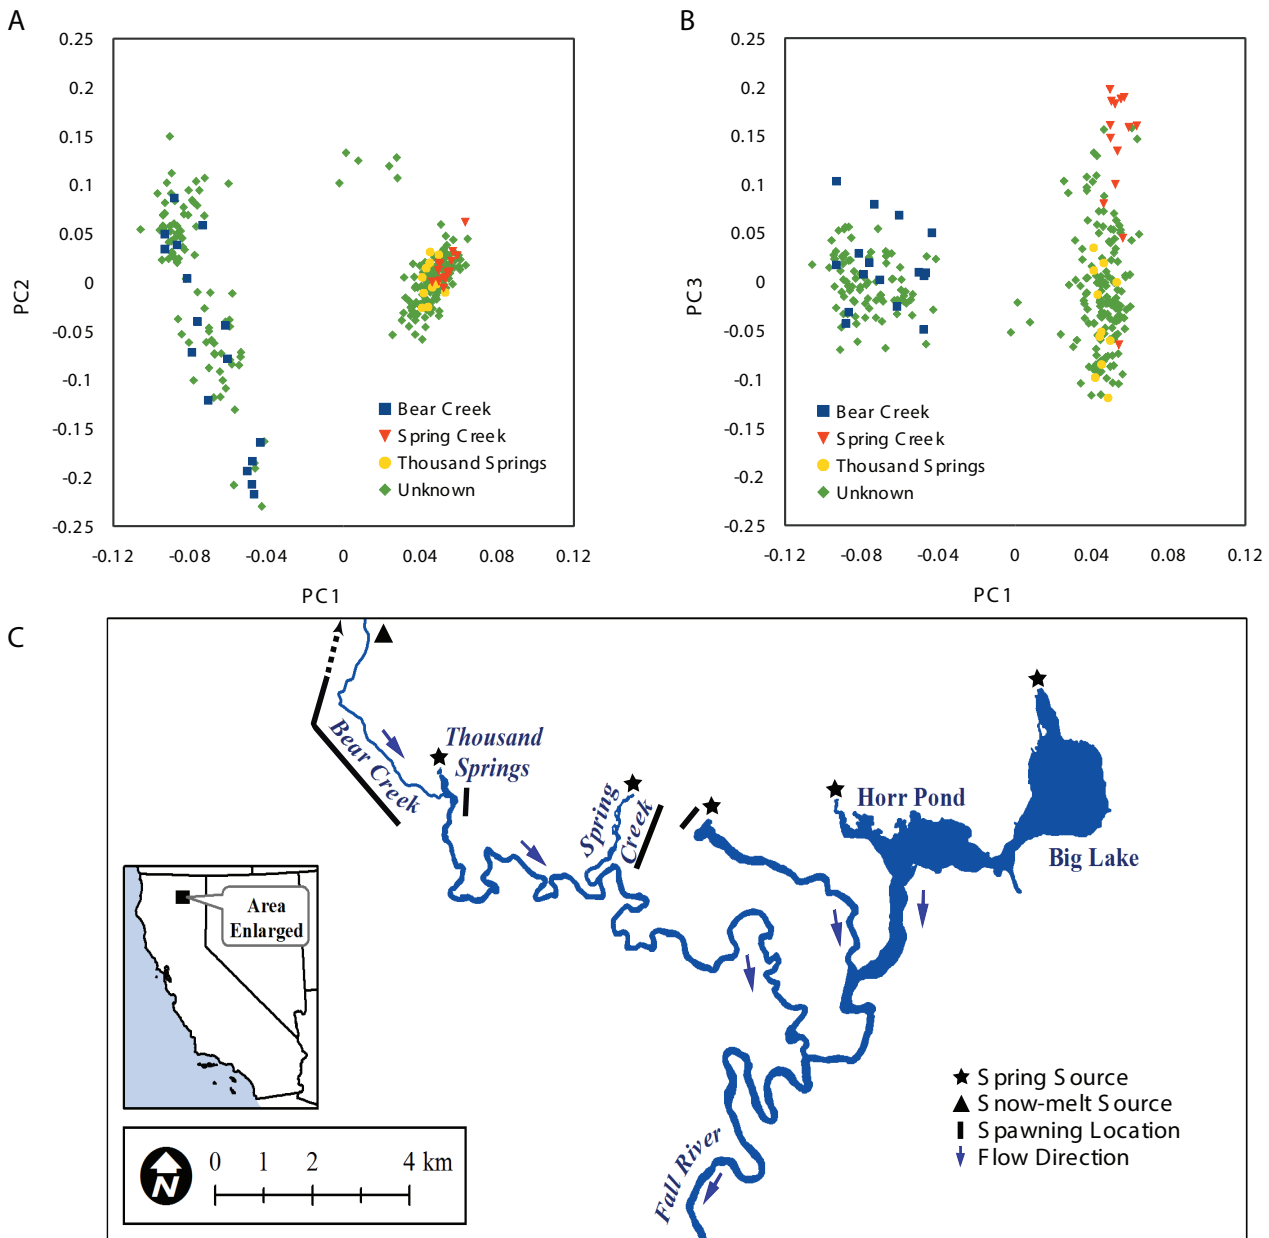 A
0.25
0.2
0.15
0.1
0.05
0
-0.05
-0.1
-0.15
-0.2
-0.25
PC2
-0.12
-0.08
-0.04
0
0.04
0.08
0.12
PC1
Bear Creek
Spring Creek
Thousand Springs
Unknown
B
0.25
0.2
0.15
0.1
0.05
0
-0.05
-0.1
-0.15
-0.2
-0.25
PC3
-0.12
-0.08
-0.04
0
0.04
0.08
0.12
PC1
Bear Creek
Spring Creek
Thousand Springs
Unknown
C
Bear Creek
Thousand
Springs
Spring
Creek
Horr Pond
Big Lake
Fall River
Area
Enlarged
N
0 1 2 4 km
Spring Source
Snow-melt Source
Spawning Location
Flow Direction